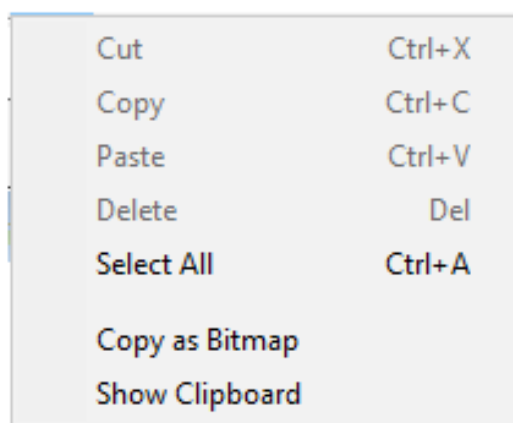 Cut Ctrl+X
Copy Ctrl+C
Paste Ctrl+V
Delete Del
Select All Ctrl+A
Copy as Bitmap
Show Clipboard